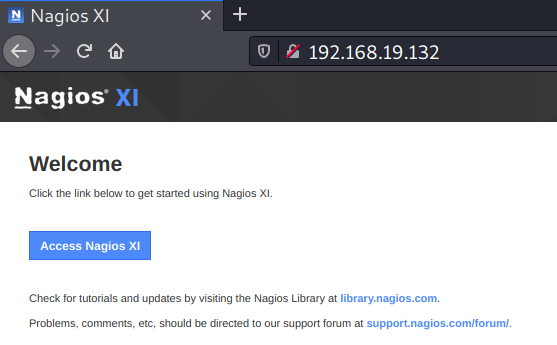 Nagios XI
192.168.19.132
Nagios® XI
Welcome
Click the link below to get started using Nagios XI.
Access Nagios XI
Check for tutorials and updates by visiting the Nagios Library at library.nagios.com.
Problems, comments, etc, should be directed to our support forum at support.nagios.com/forum/.